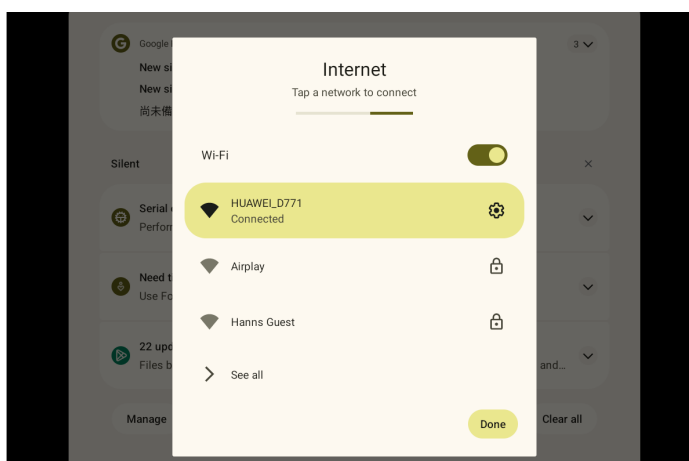 Google
3
New si
New si
尚未備
Internet
Tap a network to connect
Silent
Wi-Fi
Serial
Perfor
HUAWEI_D771
Connected
Need t
Use Fo
Airplay
Hanns Guest
22 upd
Files b
and…
See all
Manage
Done
Clear all